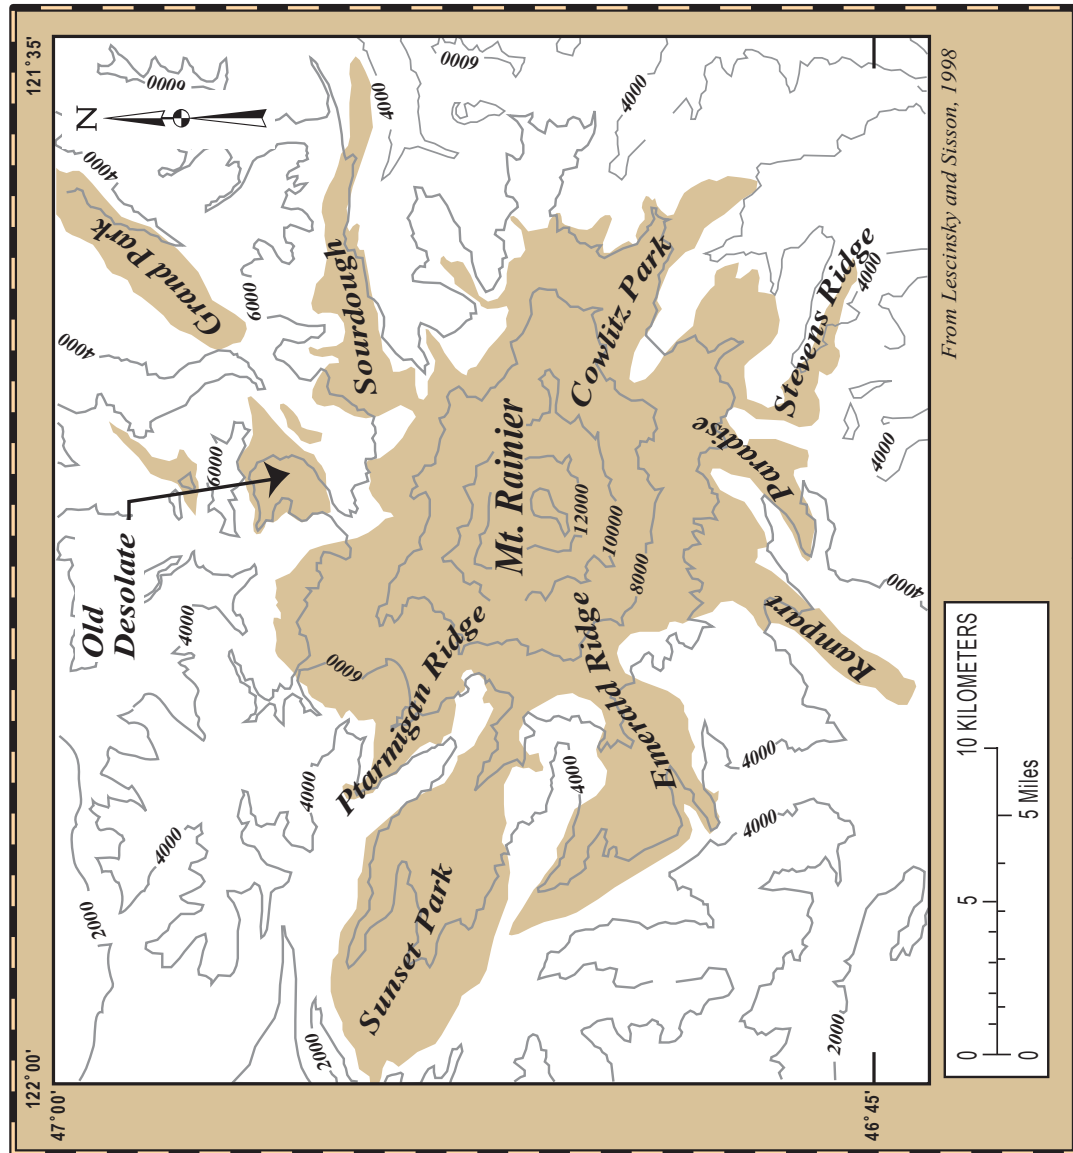 122°00' 121°35'
47°00'
4000
N
2000
4000
Old
Desolate
Grand Park
4000
6000
4000
6000
6000
4000
2000
6000
Sourdough
4000
Sunset Park
Ptarmigan Ridge
6000
Mt. Rainier
4000
12000
10000
Cowlitz Park
Emerald Ridge
4000
8000
Paradise
4000
4000
Rampart
Stevens Ridge
2000
4000
46°45'
4000
4000
From Lescinsky and Sisson, 1998
0 5 10 KILOMETERS
0 5 Miles